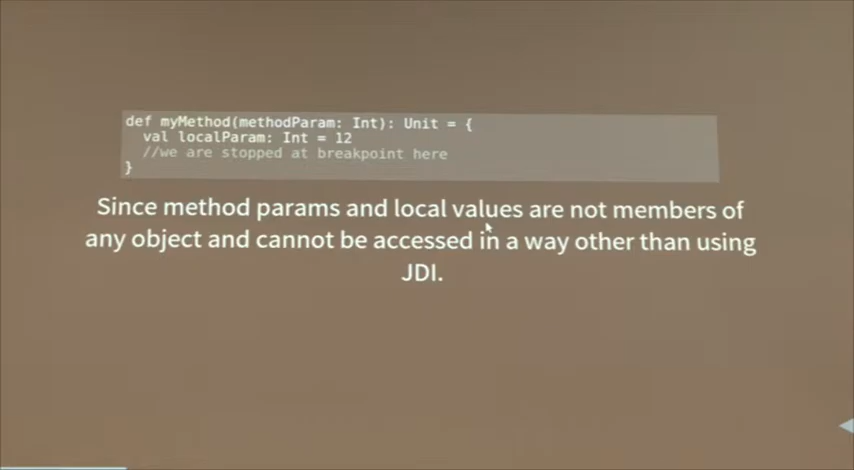 def myMethod(methodParam: Int): Unit = {
val localParam: Int = 12
//we are stopped at breakpoint here
}
Since method params and local values are not members of
any object and cannot be accessed in a way other than using
JDI.